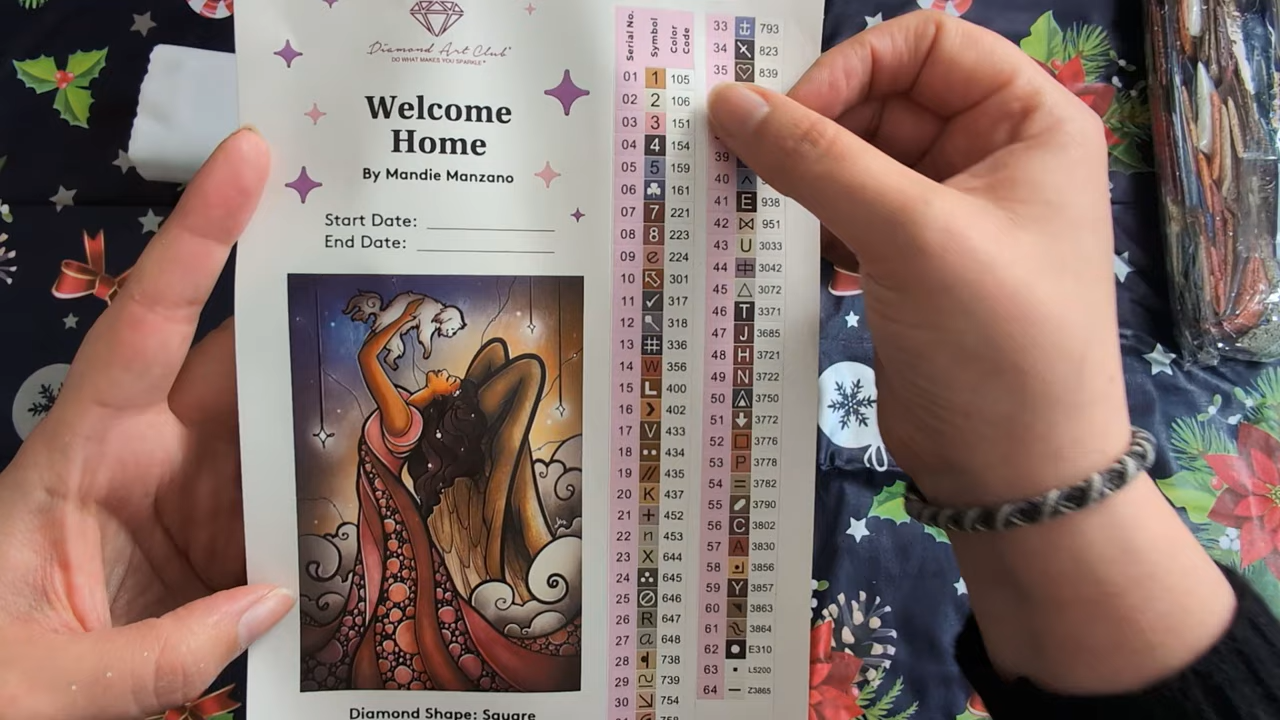 Diamond Art Club
DO WHAT MAKES YOU SPARKLE
Welcome
Home
By Mandie Manzano
Start Date:
End Date:
Diamond Shape: Square
Serial No. Symbol Color Code
01 1 105
02 2 106
03 3 151
04 4 154
05 5 159
06 ♣ 161
07 7 221
08 8 223
09 e 224
10 301
11 ✓ 317
12 318
13 # 336
14 W 356
15 L 400
16 402
17 V 433
18 •• 434
19 // 435
20 K 437
21 + 452
22 n 453
23 X 644
24 645
25 646
26 R 647
27 a 648
28 738
29 739
30 754
33 ⚓ 793
34 823
35 ♡ 839
39
40 ^
41 E 938
42 ⋈ 951
43 U 3033
44 3042
45 △ 3072
46 T 3371
47 J 3685
48 H 3721
49 N 3722
50 3750
51 3772
52 □ 3776
53 P 3778
54 = 3782
55 3790
56 C 3802
57 A 3830
58 3856
59 Y 3857
60 3863
61 3864
62 ● E310
63 ▪ L5200
64 — Z3865